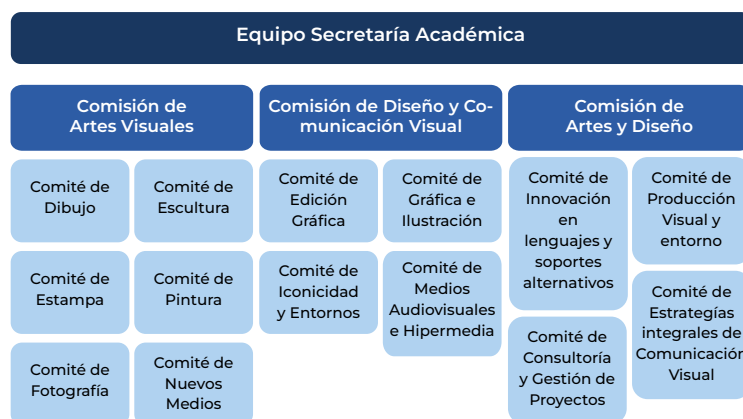 Equipo Secretaría Académica
Comisión de
Artes Visuales
Comisión de Diseño y Co-
municación Visual
Comisión de
Artes y Diseño
Comité de
Dibujo
Comité de
Escultura
Comité de
Estampa
Comité de
Pintura
Comité de
Fotografía
Comité de
Nuevos
Medios
Comité de
Edición
Gráfica
Comité de
Gráfica e
Ilustración
Comité de
Iconicidad
y Entornos
Comité de
Medios
Audiovisuales
e Hipermedia
Comité de
Innovación
en
lenguajes y
soportes
alternativos
Comité de
Producción
Visual y
entorno
Comité de
Consultoría
y Gestión de
Proyectos
Comité de
Estrategías
integrales de
Comunicación
Visual